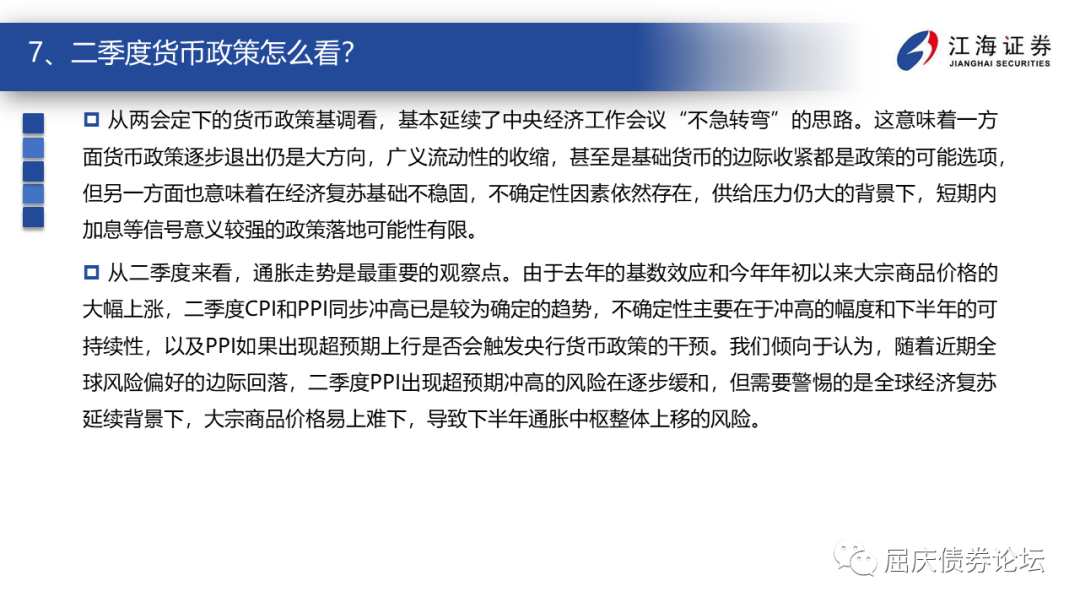 7、二季度货币政策怎么看?
江海证券
JIANGHAI SECURITIES
从两会定下的货币政策基调看，基本延续了中央经济工作会议“不急转弯”的思路。这意味着一方
面货币政策逐步退出仍是大方向，广义流动性的收缩，甚至是基础货币的边际收紧都是政策的可能选项，
但另一方面也意味着在经济复苏基础不稳固，不确定性因素依然存在，供给压力仍大的背景下，短期内
加息等信号意义较强的政策落地可能性有限。
从二季度来看，通胀走势是最重要的观察点。由于去年的基数效应和今年年初以来大宗商品价格的
大幅上涨，二季度CPI和PPI同步冲高已是较为确定的趋势，不确定性主要在于冲高的幅度和下半年的可
持续性，以及PPI如果出现超预期上行是否会触发央行货币政策的干预。我们倾向于认为，随着近期全
球风险偏好的边际回落，二季度PPI出现超预期冲高的风险在逐步缓和，但需要警惕的是全球经济复苏
延续背景下，大宗商品价格易上难下，导致下半年通胀中枢整体上移的风险。
屈庆债券论坛